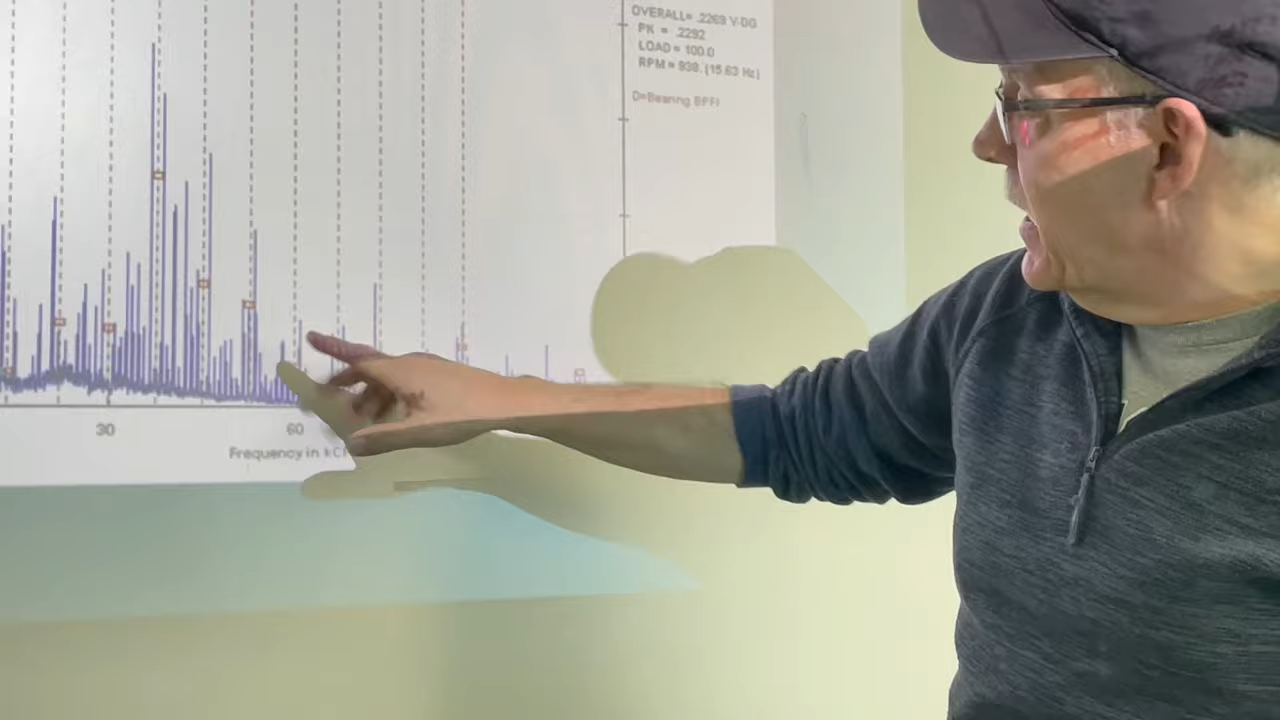 OVERALL= .2269 V-DG
PK = .2292
LOAD = 100.0
RPM = 938. (15.63 Hz)
D=Bearing BPFI
30
60
Frequency in kC